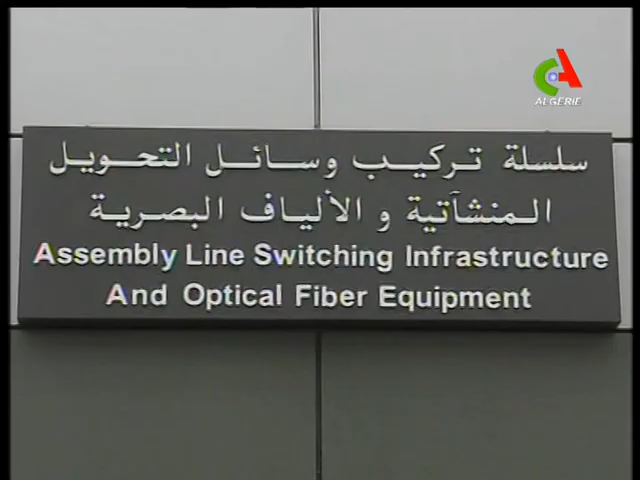 ALGERIE
سلسلة تركيب وسائل التحويل
المنشآتية و الألياف البصرية
Assembly Line Switching Infrastructure
And Optical Fiber Equipment